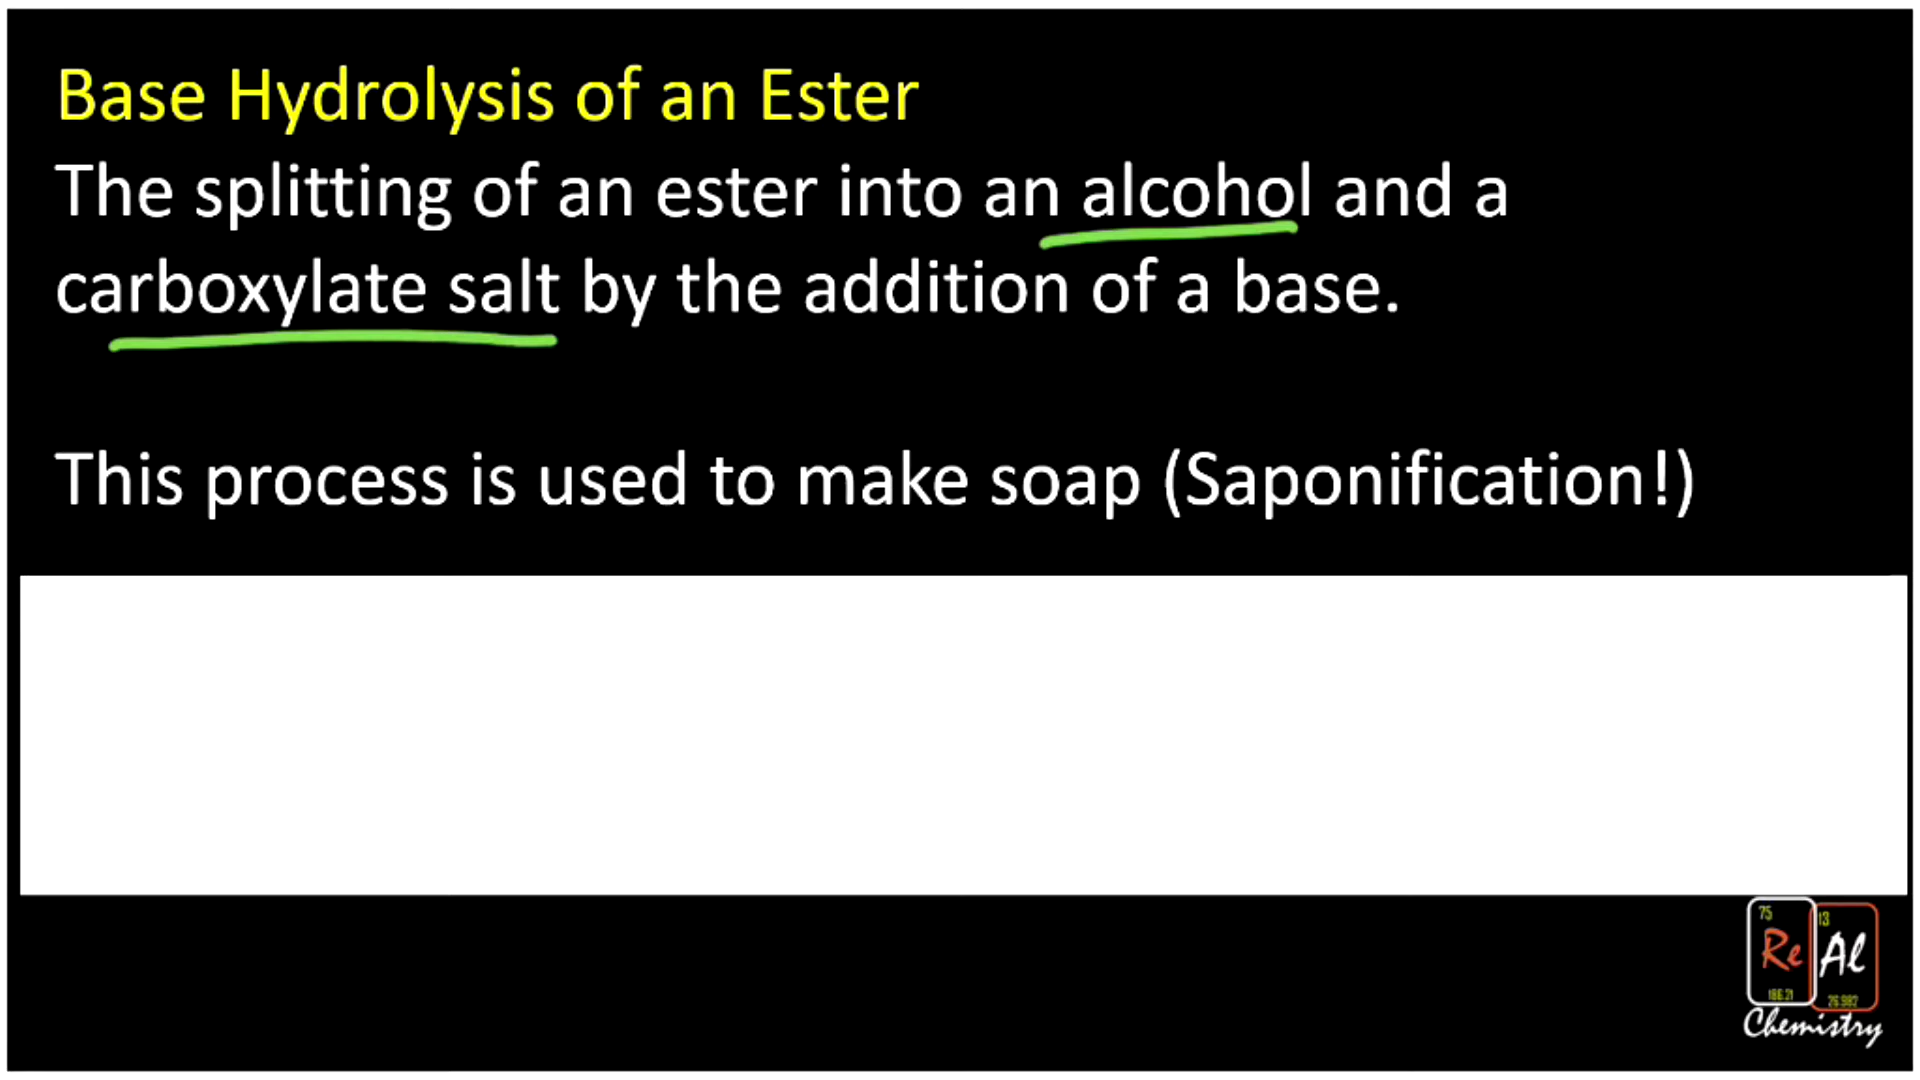 Base Hydrolysis of an Ester
The splitting of an ester into an alcohol and a
carboxylate salt by the addition of a base.
This process is used to make soap (Saponification!)
75 13
Re Al
186.21 26.982
Chemistry